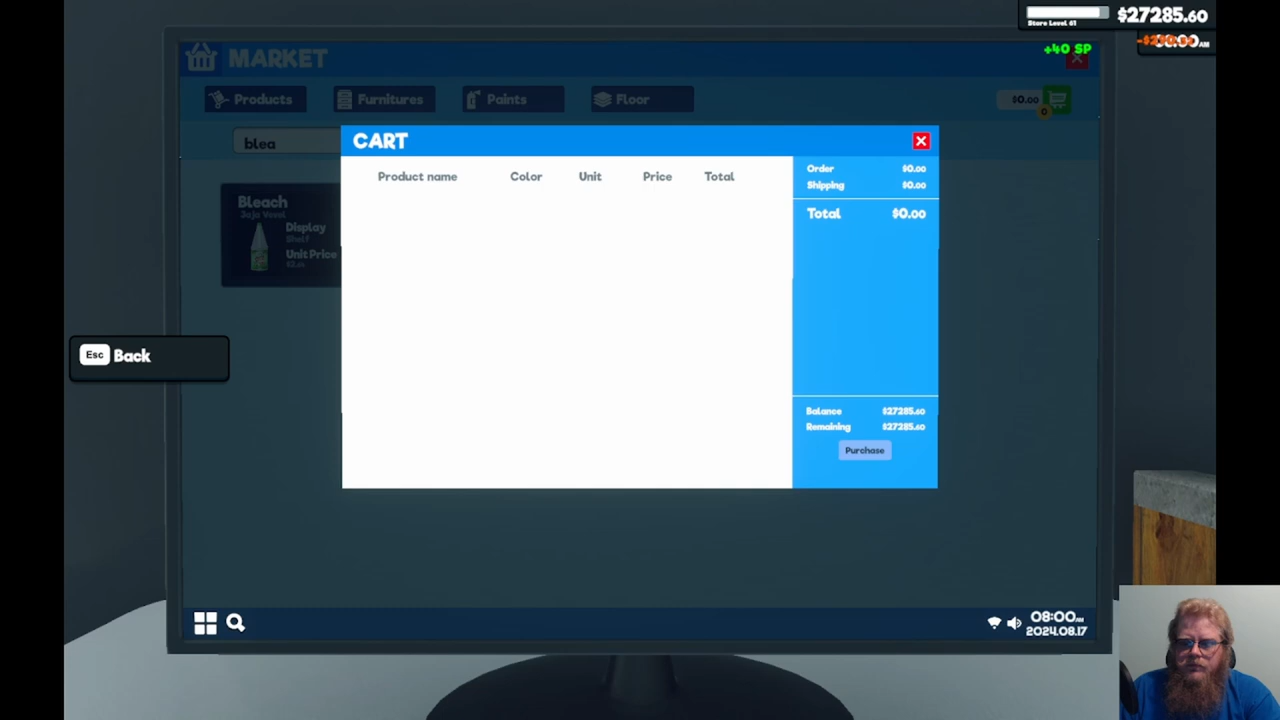 Store Level 61
$27285.60
+40 SP
MARKET
Products
Furnitures
Paints
Floor
$0.00
0
blea
CART
Product name
Color
Unit
Price
Total
Order
$0.00
Shipping
$0.00
Total
$0.00
Bleach
Display
Shelf
Unit Price
Esc
Back
Balance
$27285.60
Remaining
$27285.60
Purchase
08:00AM
2024.08.17